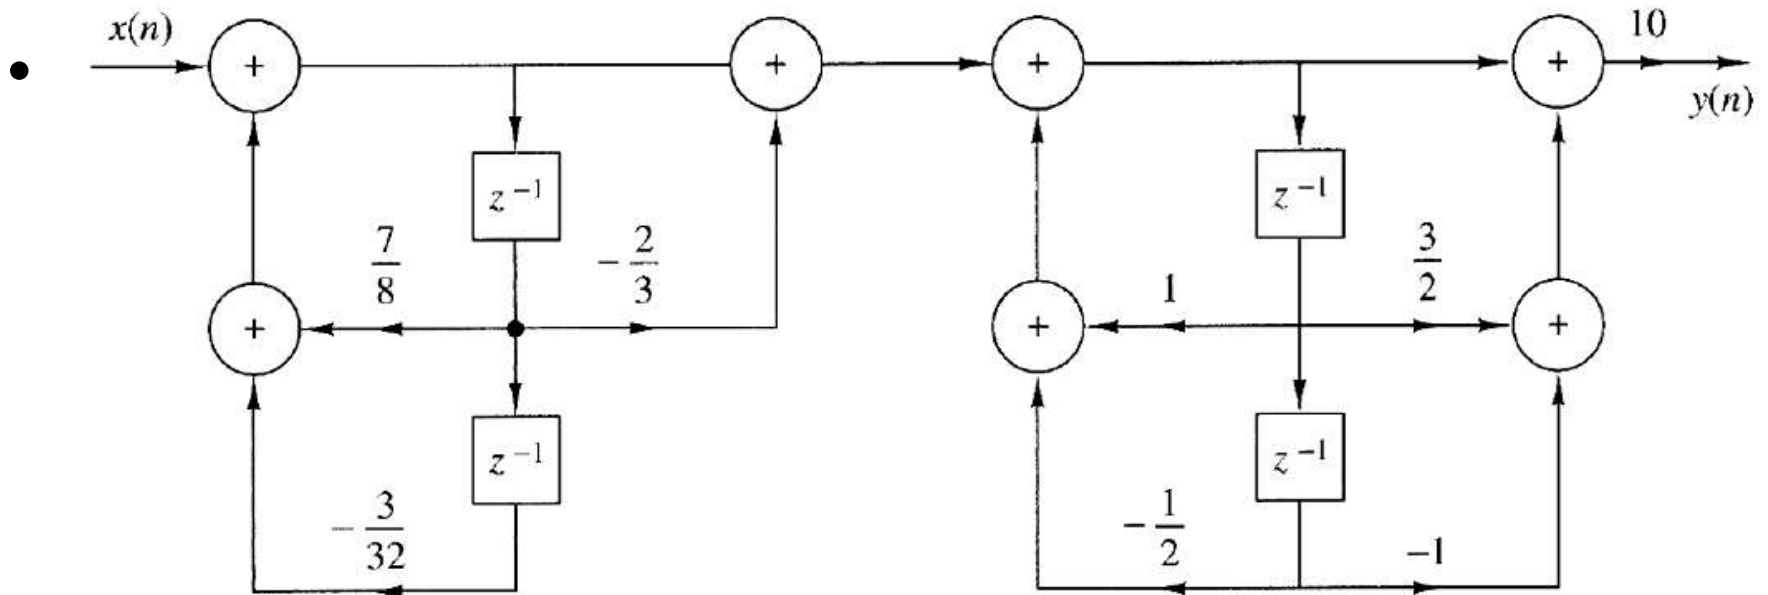 x(n)
+
+
+
+
10
y(n)
z⁻¹
z⁻¹
7/8
-2/3
1
3/2
+
+
+
z⁻¹
z⁻¹
-3/32
-1/2
-1